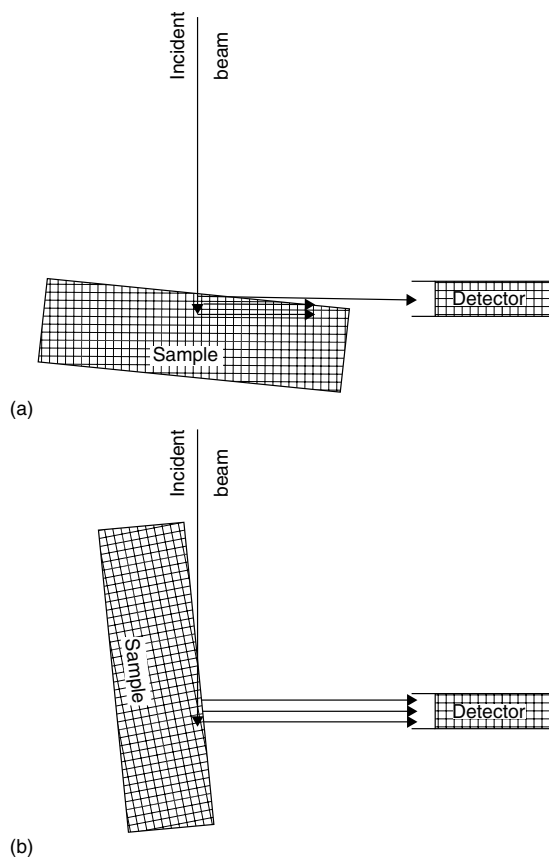 Incident
beam
Sample
Detector
(a)
Incident
beam
Sample
Detector
(b)